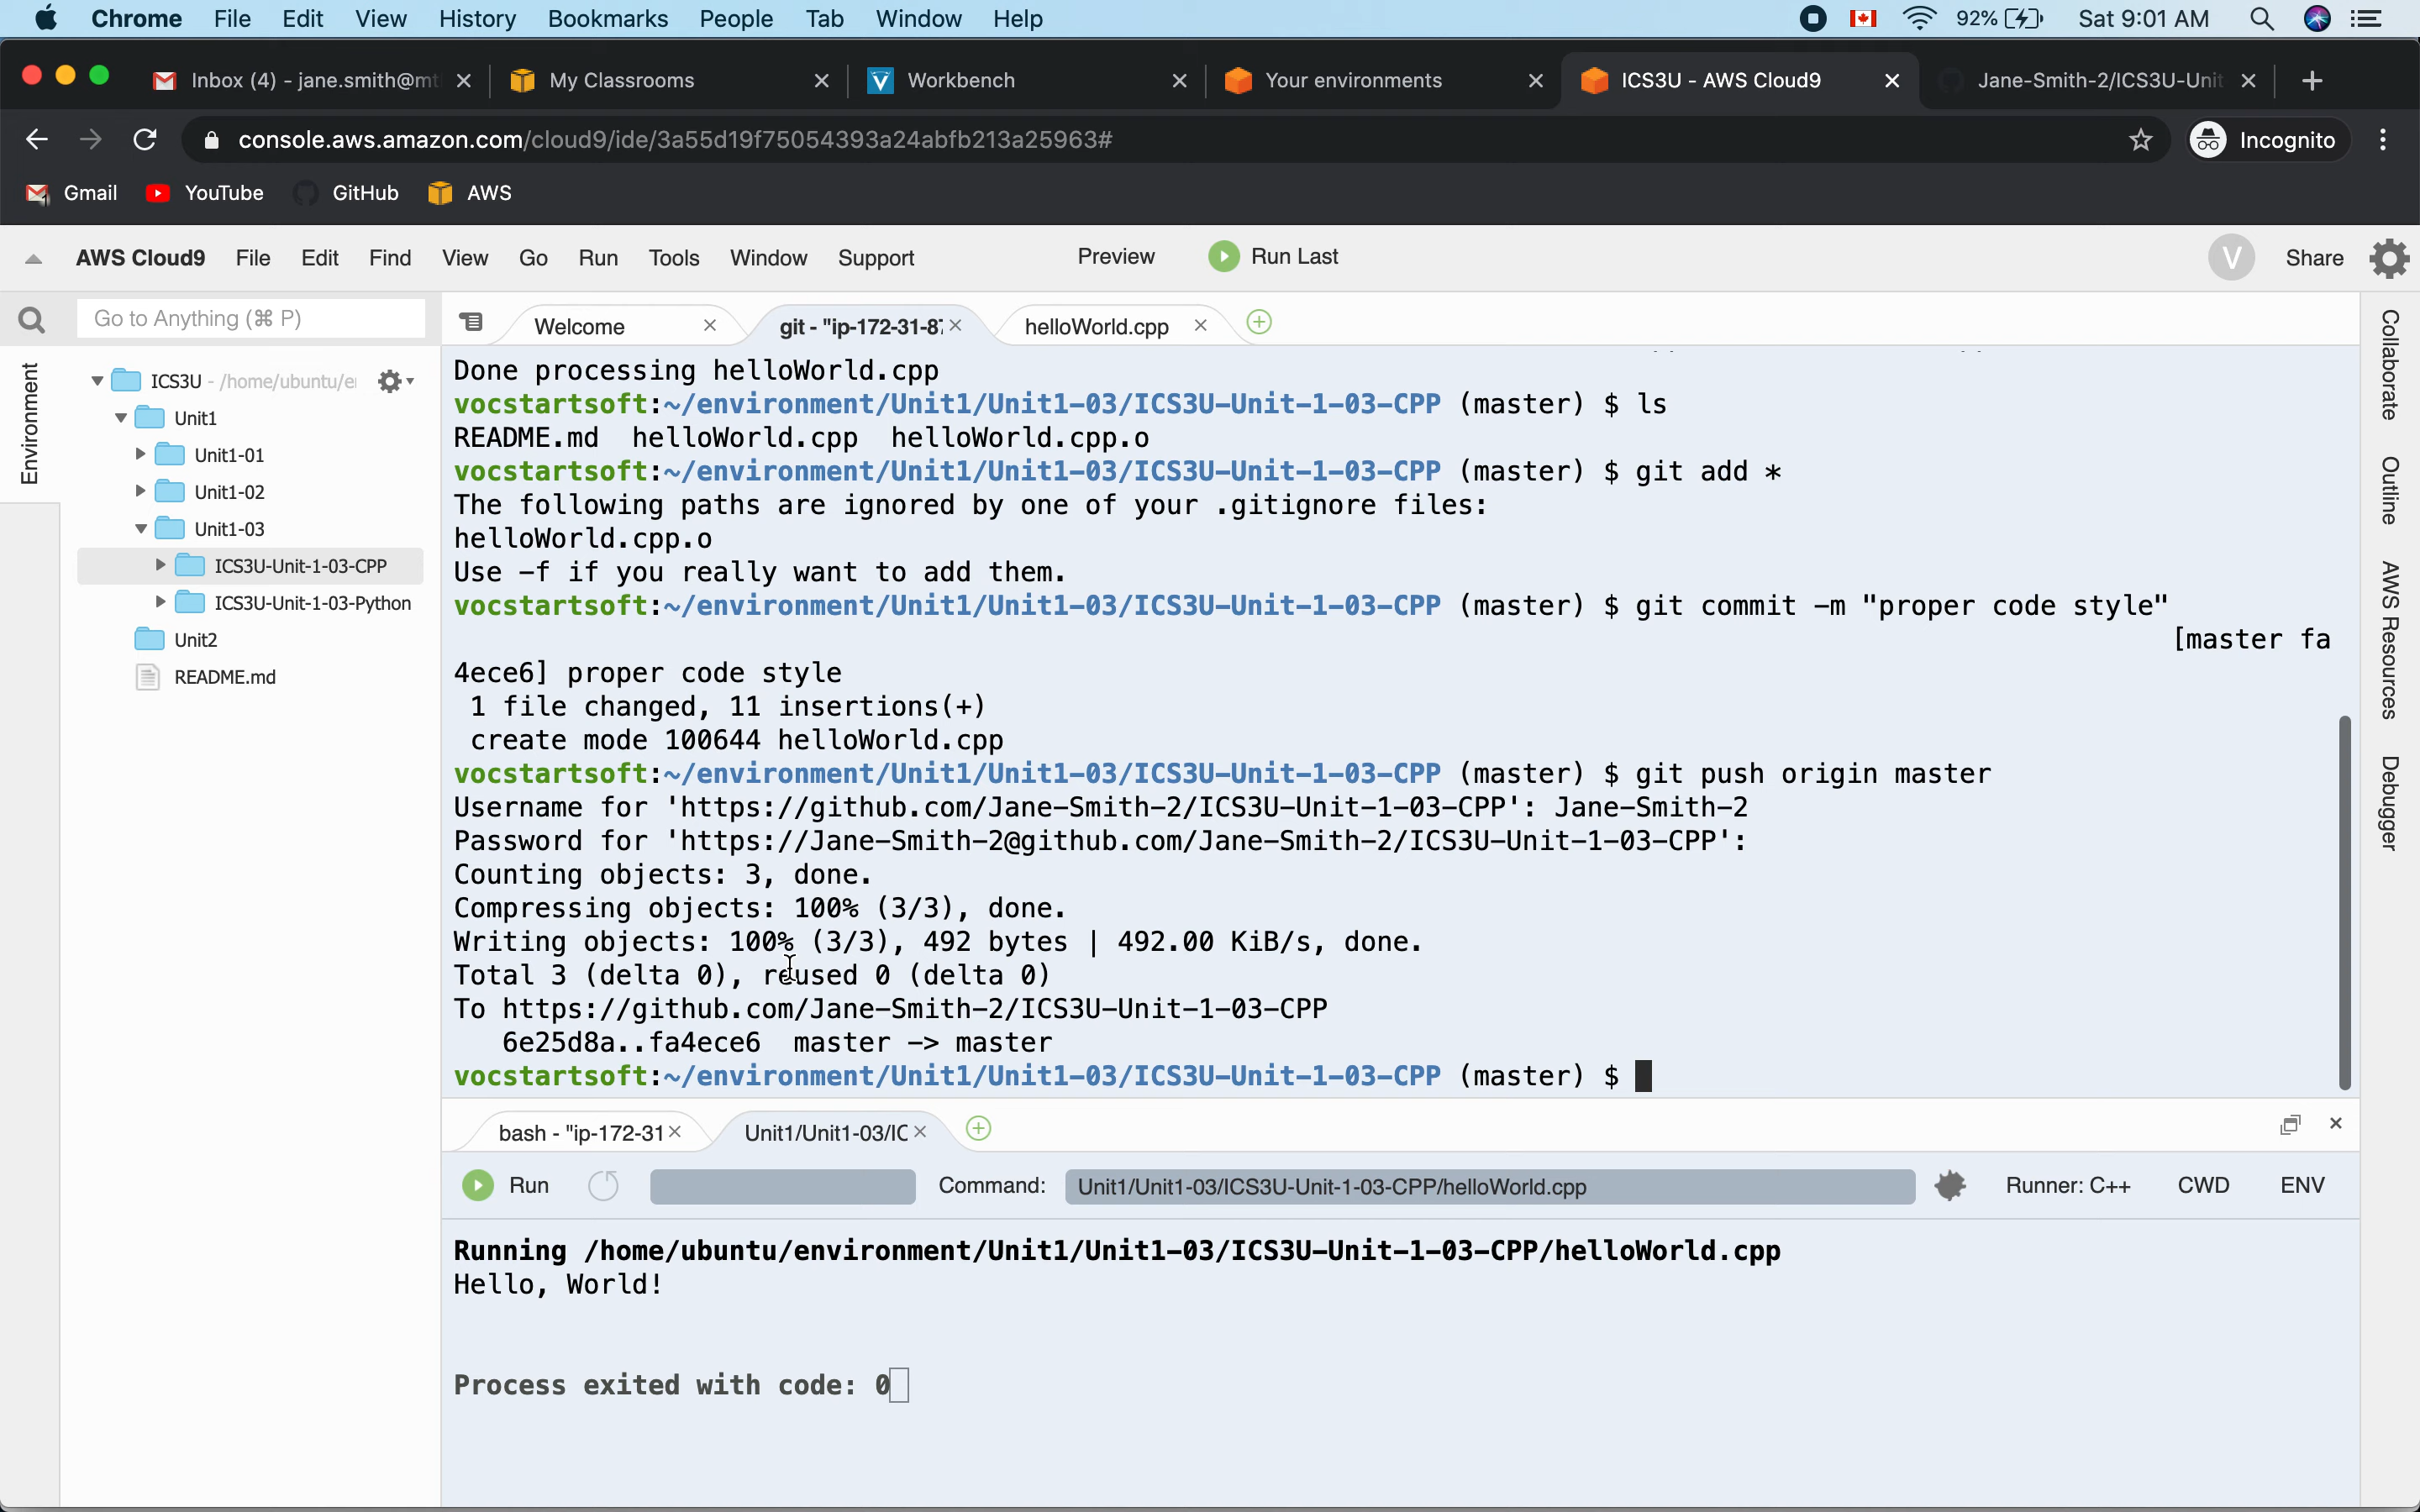 Chrome File Edit View History Bookmarks People Tab Window Help 92% Sat 9:01 AM
Inbox (4) - jane.smith@mt My Classrooms Workbench Your environments ICS3U - AWS Cloud9 Jane-Smith-2/ICS3U-Unit
console.aws.amazon.com/cloud9/ide/3a55d19f75054393a24abfb213a25963# Incognito
Gmail YouTube GitHub AWS
AWS Cloud9 File Edit Find View Go Run Tools Window Support Preview Run Last V Share
Go to Anything (⌘ P) Welcome git - "ip-172-31-87 helloWorld.cpp
Environment
ICS3U - /home/ubuntu/e
Unit1
Unit1-01
Unit1-02
Unit1-03
ICS3U-Unit-1-03-CPP
ICS3U-Unit-1-03-Python
Unit2
README.md
Done processing helloWorld.cpp
vocstartsoft:~/environment/Unit1/Unit1-03/ICS3U-Unit-1-03-CPP (master) $ ls
README.md helloWorld.cpp helloWorld.cpp.o
vocstartsoft:~/environment/Unit1/Unit1-03/ICS3U-Unit-1-03-CPP (master) $ git add *
The following paths are ignored by one of your .gitignore files:
helloWorld.cpp.o
Use -f if you really want to add them.
vocstartsoft:~/environment/Unit1/Unit1-03/ICS3U-Unit-1-03-CPP (master) $ git commit -m "proper code style"
[master fa
4ece6] proper code style
1 file changed, 11 insertions(+)
create mode 100644 helloWorld.cpp
vocstartsoft:~/environment/Unit1/Unit1-03/ICS3U-Unit-1-03-CPP (master) $ git push origin master
Username for 'https://github.com/Jane-Smith-2/ICS3U-Unit-1-03-CPP': Jane-Smith-2
Password for 'https://Jane-Smith-2@github.com/Jane-Smith-2/ICS3U-Unit-1-03-CPP':
Counting objects: 3, done.
Compressing objects: 100% (3/3), done.
Writing objects: 100% (3/3), 492 bytes | 492.00 KiB/s, done.
Total 3 (delta 0), reused 0 (delta 0)
To https://github.com/Jane-Smith-2/ICS3U-Unit-1-03-CPP
6e25d8a..fa4ece6 master -> master
vocstartsoft:~/environment/Unit1/Unit1-03/ICS3U-Unit-1-03-CPP (master) $
Collaborate
Outline
AWS Resources
Debugger
bash - "ip-172-31 Unit1/Unit1-03/IC
Run Command: Unit1/Unit1-03/ICS3U-Unit-1-03-CPP/helloWorld.cpp Runner: C++ CWD ENV
Running /home/ubuntu/environment/Unit1/Unit1-03/ICS3U-Unit-1-03-CPP/helloWorld.cpp
Hello, World!
Process exited with code: 0